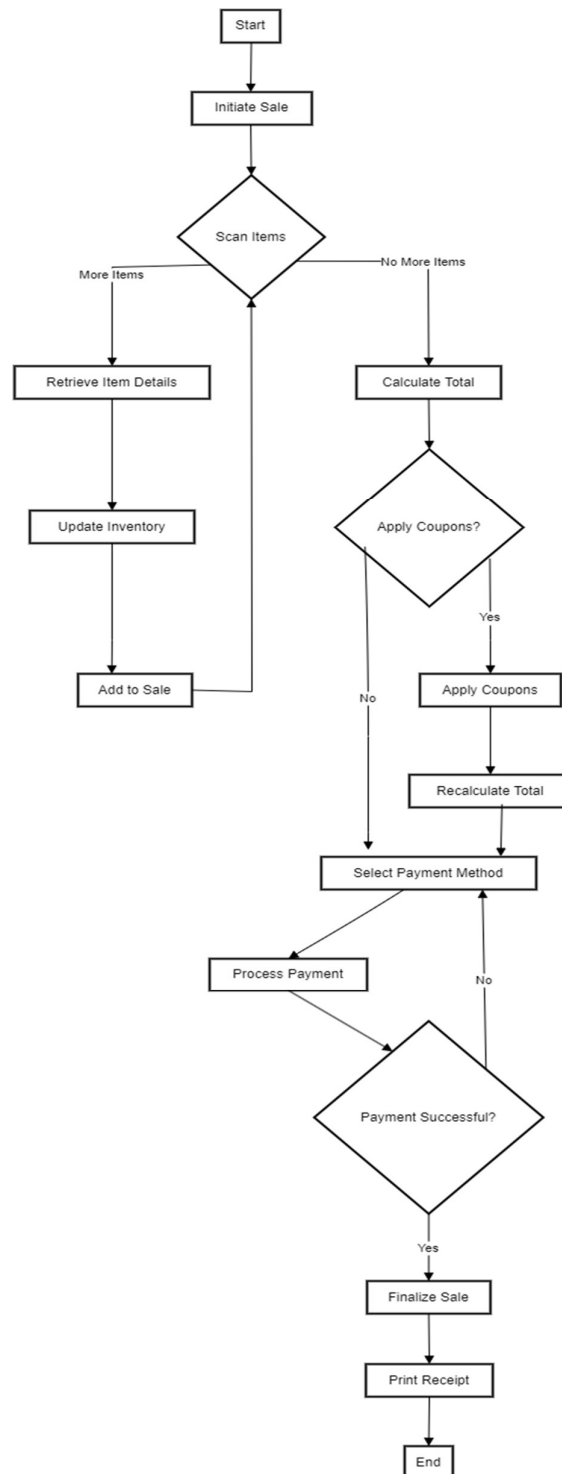 Start
Initiate Sale
Scan Items
More Items
No More Items
Retrieve Item Details
Calculate Total
Update Inventory
Apply Coupons?
Yes
Add to Sale
No
Apply Coupons
Recalculate Total
Select Payment Method
Process Payment
No
Payment Successful?
Yes
Finalize Sale
Print Receipt
End